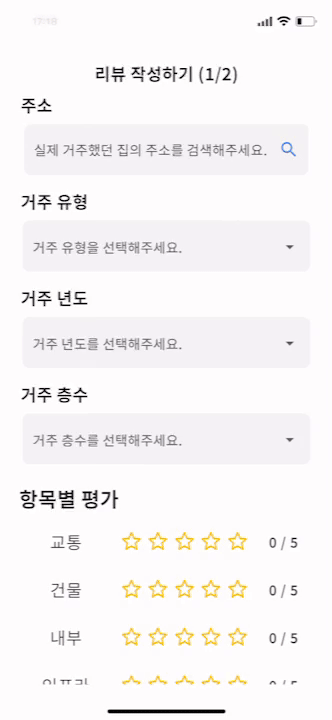 리뷰 작성하기 (1/2)
주소
실제 거주했던 집의 주소를 검색해주세요.
거주 유형
거주 유형을 선택해주세요.
거주 년도
거주 년도를 선택해주세요.
거주 층수
거주 층수를 선택해주세요.
항목별 평가
교통 0 / 5
건물 0 / 5
내부 0 / 5
인프라 0 / 5